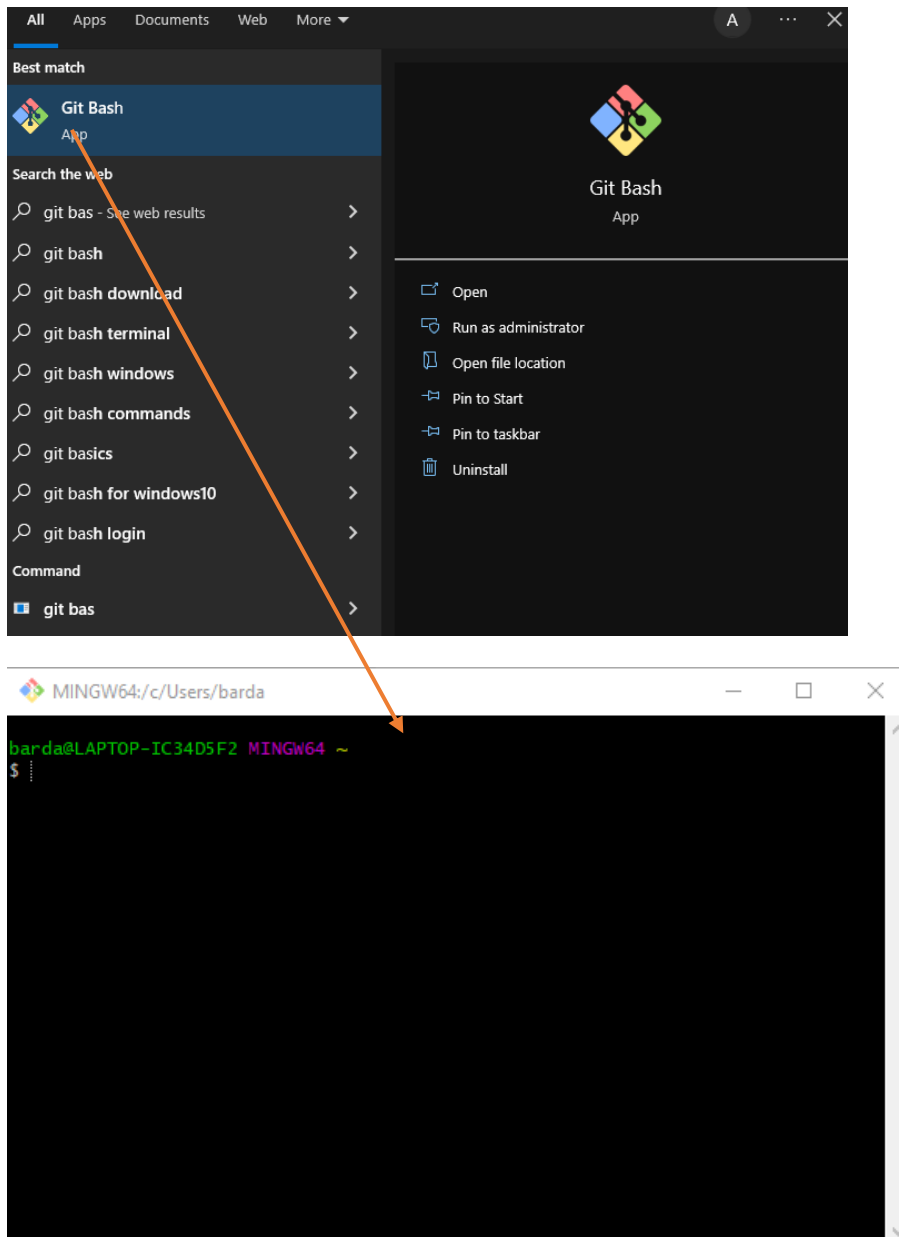 All Apps Documents Web More A ...
Best match
Git Bash
App
Search the web
git bas - See web results
git bash
git bash download
git bash terminal
git bash windows
git bash commands
git basics
git bash for windows10
git bash login
Command
git bas
Git Bash
App
Open
Run as administrator
Open file location
Pin to Start
Pin to taskbar
Uninstall
MINGW64:/c/Users/barda
barda@LAPTOP-IC34D5F2 MINGW64 ~
$